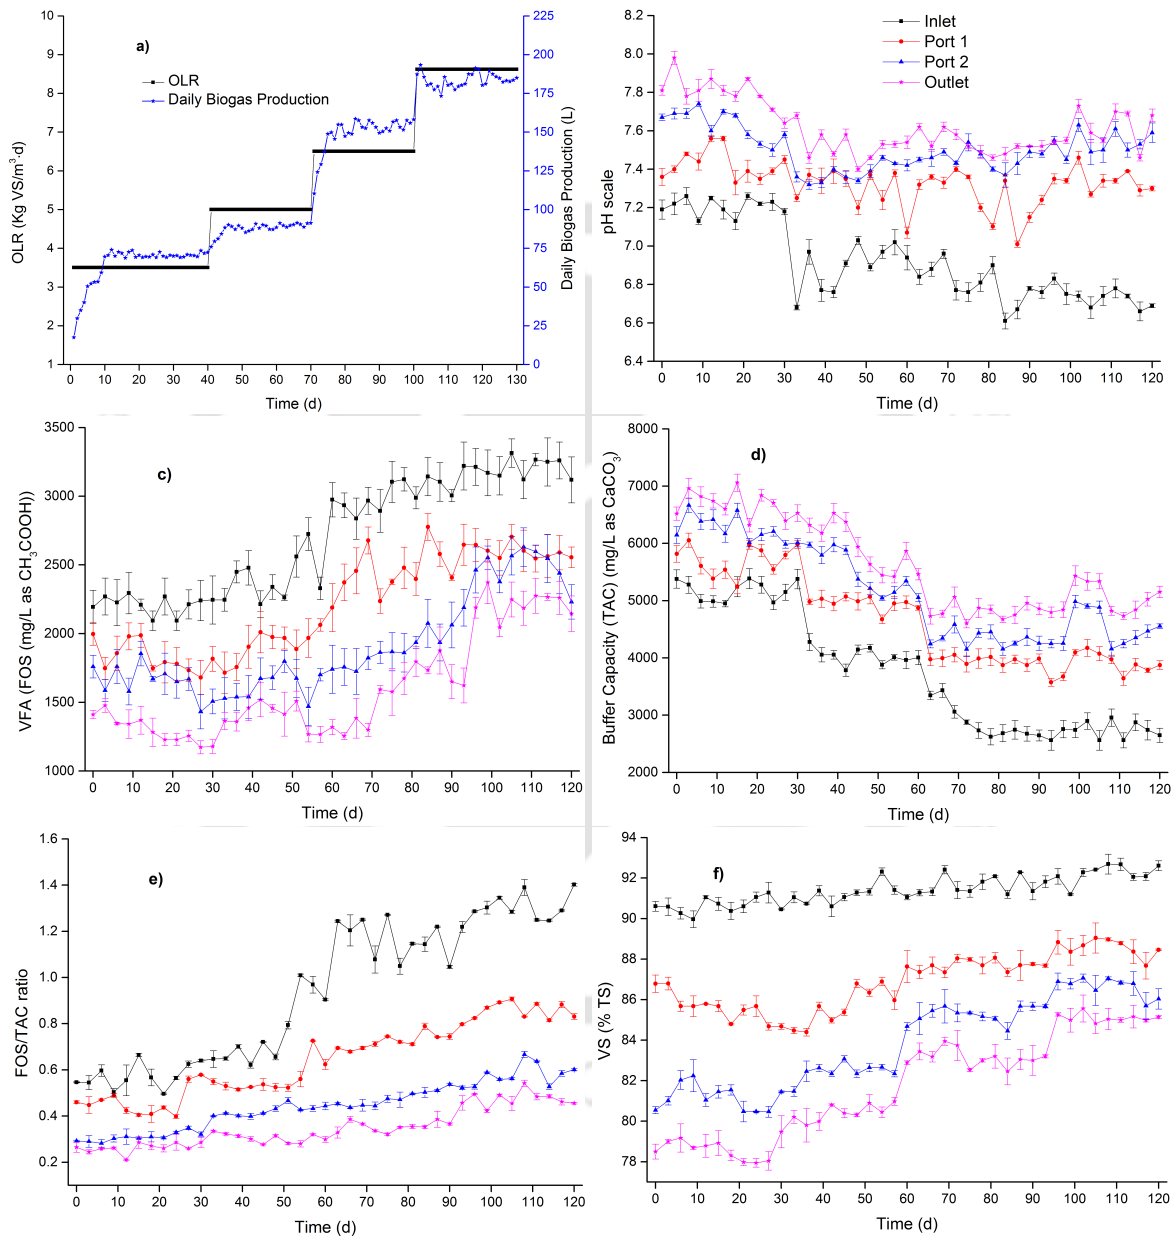 a)
OLR
Daily Biogas Production
OLR (Kg VS/m³·d)
10
9
8
7
6
5
4
3
2
1
225
200
175
150
125
100
75
50
25
0
Daily Biogas Production (L)
0 10 20 30 40 50 60 70 80 90 100 110 120 130
Time (d)
Inlet
Port 1
Port 2
Outlet
pH scale
8.2
8.0
7.8
7.6
7.4
7.2
7.0
6.8
6.6
6.4
0 10 20 30 40 50 60 70 80 90 100 110 120
Time (d)
c)
VFA (FOS (mg/L as CH₃COOH))
3500
3000
2500
2000
1500
1000
0 10 20 30 40 50 60 70 80 90 100 110 120
Time (d)
d)
Buffer Capacity (TAC) (mg/L as CaCO₃)
8000
7000
6000
5000
4000
3000
2000
0 10 20 30 40 50 60 70 80 90 100 110 120
Time (d)
e)
FOS/TAC ratio
1.6
1.4
1.2
1.0
0.8
0.6
0.4
0.2
0 10 20 30 40 50 60 70 80 90 100 110 120
Time (d)
f)
VS (% TS)
94
92
90
88
86
84
82
80
78
0 10 20 30 40 50 60 70 80 90 100 110 120
Time (d)